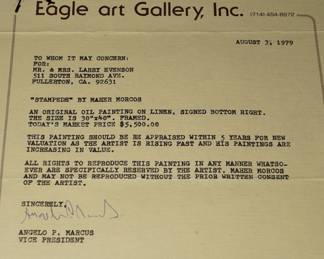 Eagle art Gallery, Inc. (714) 454-8672
AUGUST 3, 1979
TO WHOM IT MAY CONCERN:
FOR:
MR. & MRS. LARRY EVENSON
511 SOUTH RAYMOND AVE.
FULLERTON, CA. 92631
"STAMPEDE" BY MAHER MORCOS
AN ORIGINAL OIL PAINTING ON LINEN, SIGNED BOTTOM RIGHT.
THE SIZE IS 30"x40". FRAMED.
TODAY'S MARKET PRICE $5,500.00
THIS PAINTING SHOULD BE RE APPRAISED WITHIN 5 YEARS FOR NEW
VALUATION AS THE ARTIST IS RISING FAST AND HIS PAINTINGS ARE
INCREASING IN VALUE.
ALL RIGHTS TO REPRODUCE THIS PAINTING IN ANY MANNER WHATSO-
EVER ARE SPECIFICALLY RESERVED BY THE ARTIST, MAHER MORCOS
AND MAY NOT BE REPRODUCED WITHOUT THE PRIOR WRITTEN CONSENT
OF THE ARTIST.
SINCERELY,
ANGELO P. MARCUS
VICE PRESIDENT